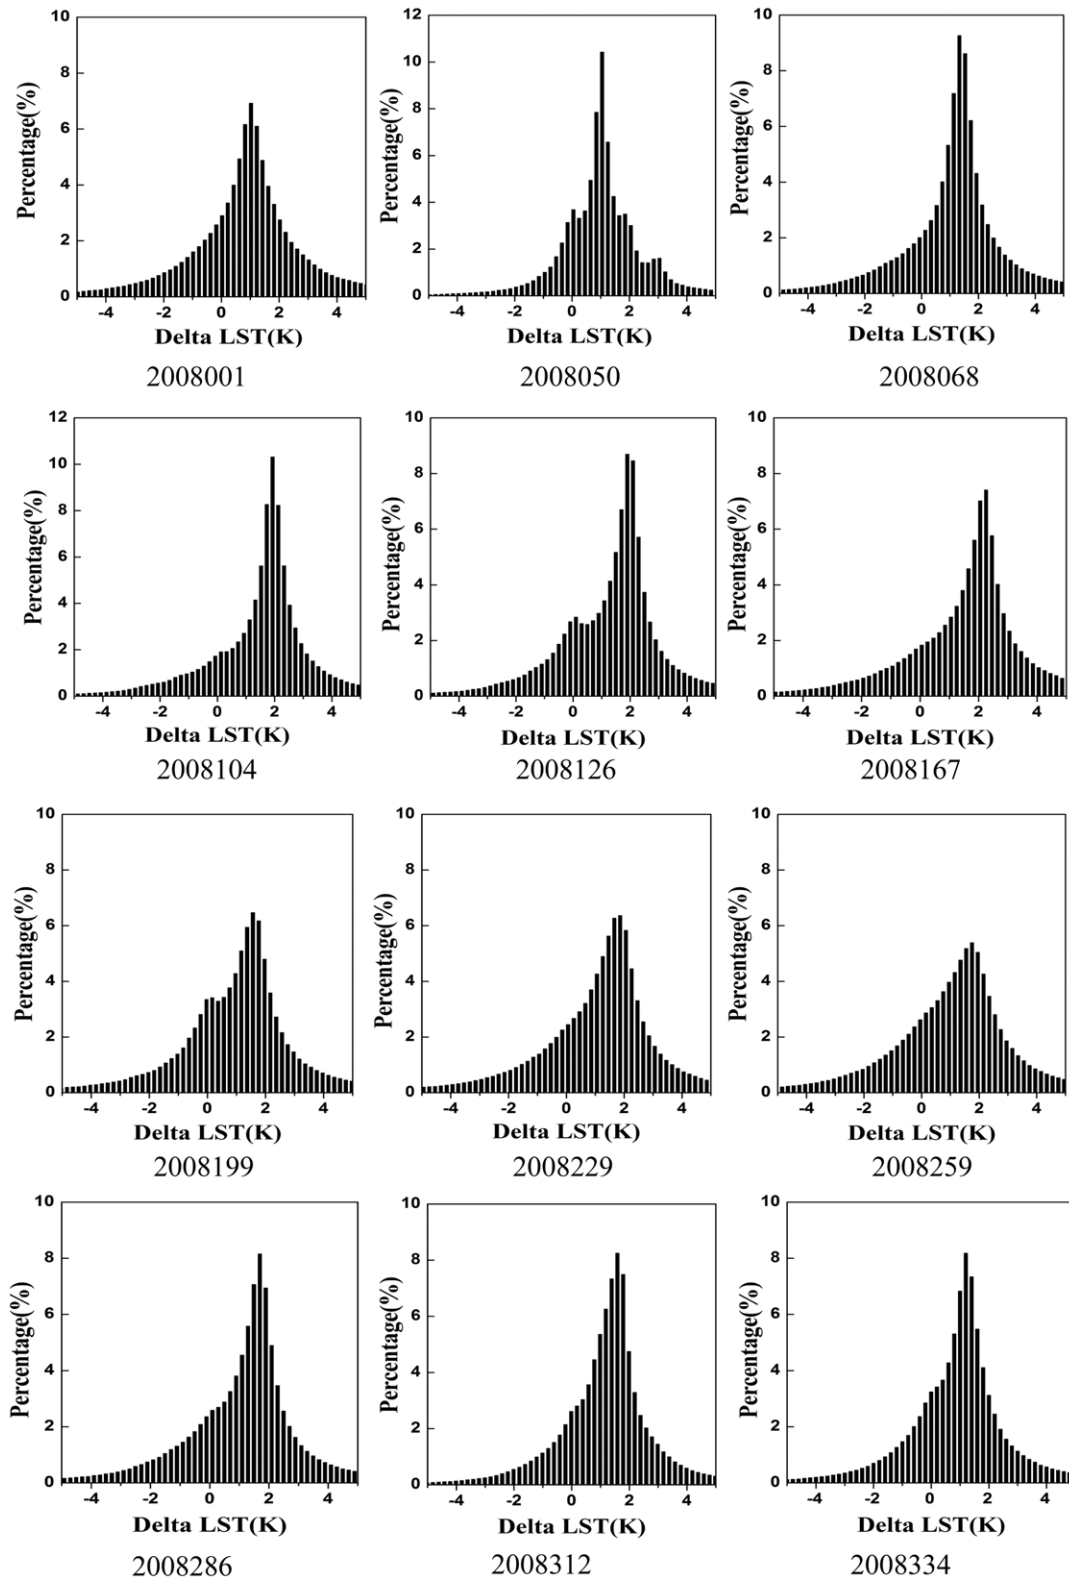 10
8
6
4
2
0
Percentage(%)
-4 -2 0 2 4
Delta LST(K)
2008001
12
10
8
6
4
2
0
Percentage(%)
-4 -2 0 2 4
Delta LST(K)
2008050
10
8
6
4
2
0
Percentage(%)
-4 -2 0 2 4
Delta LST(K)
2008068
12
10
8
6
4
2
0
Percentage(%)
-4 -2 0 2 4
Delta LST(K)
2008104
10
8
6
4
2
0
Percentage(%)
-4 -2 0 2 4
Delta LST(K)
2008126
10
8
6
4
2
0
Percentage(%)
-4 -2 0 2 4
Delta LST(K)
2008167
10
8
6
4
2
0
Percentage(%)
-4 -2 0 2 4
Delta LST(K)
2008199
10
8
6
4
2
0
Percentage(%)
-4 -2 0 2 4
Delta LST(K)
2008229
10
8
6
4
2
0
Percentage(%)
-4 -2 0 2 4
Delta LST(K)
2008259
10
8
6
4
2
0
Percentage(%)
-4 -2 0 2 4
Delta LST(K)
2008286
10
8
6
4
2
0
Percentage(%)
-4 -2 0 2 4
Delta LST(K)
2008312
10
8
6
4
2
0
Percentage(%)
-4 -2 0 2 4
Delta LST(K)
2008334